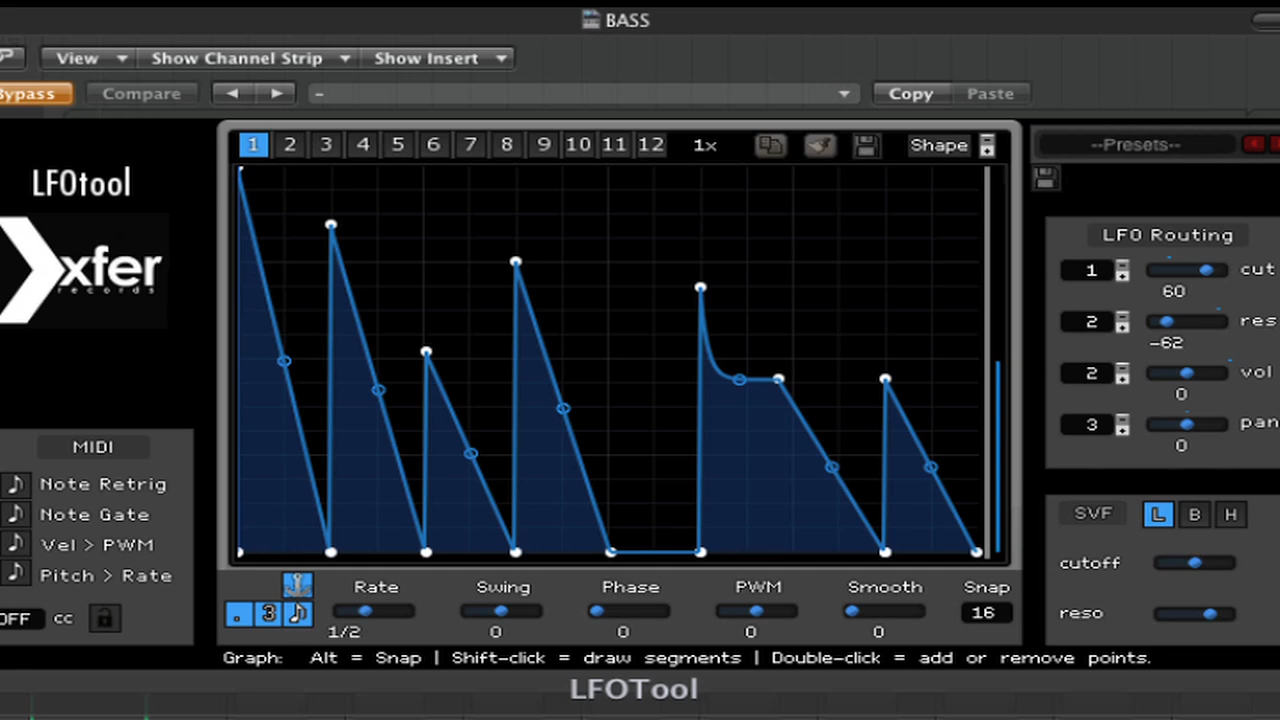 BASS
View Show Channel Strip Show Insert
Bypass Compare - Copy Paste
1 2 3 4 5 6 7 8 9 10 11 12 1x Shape --Presets--
LFOtool
xfer
records
LFO Routing
1 cut
60
2 res
-62
2 vol
0
3 pan
0
MIDI
Note Retrig
Note Gate
Vel > PWM
Pitch > Rate
OFF cc
SVF L B H
cutoff
reso
Rate Swing Phase PWM Smooth Snap
. 3 16
1/2 0 0 0 0
Graph: Alt = Snap | Shift-click = draw segments | Double-click = add or remove points.
LFOTool